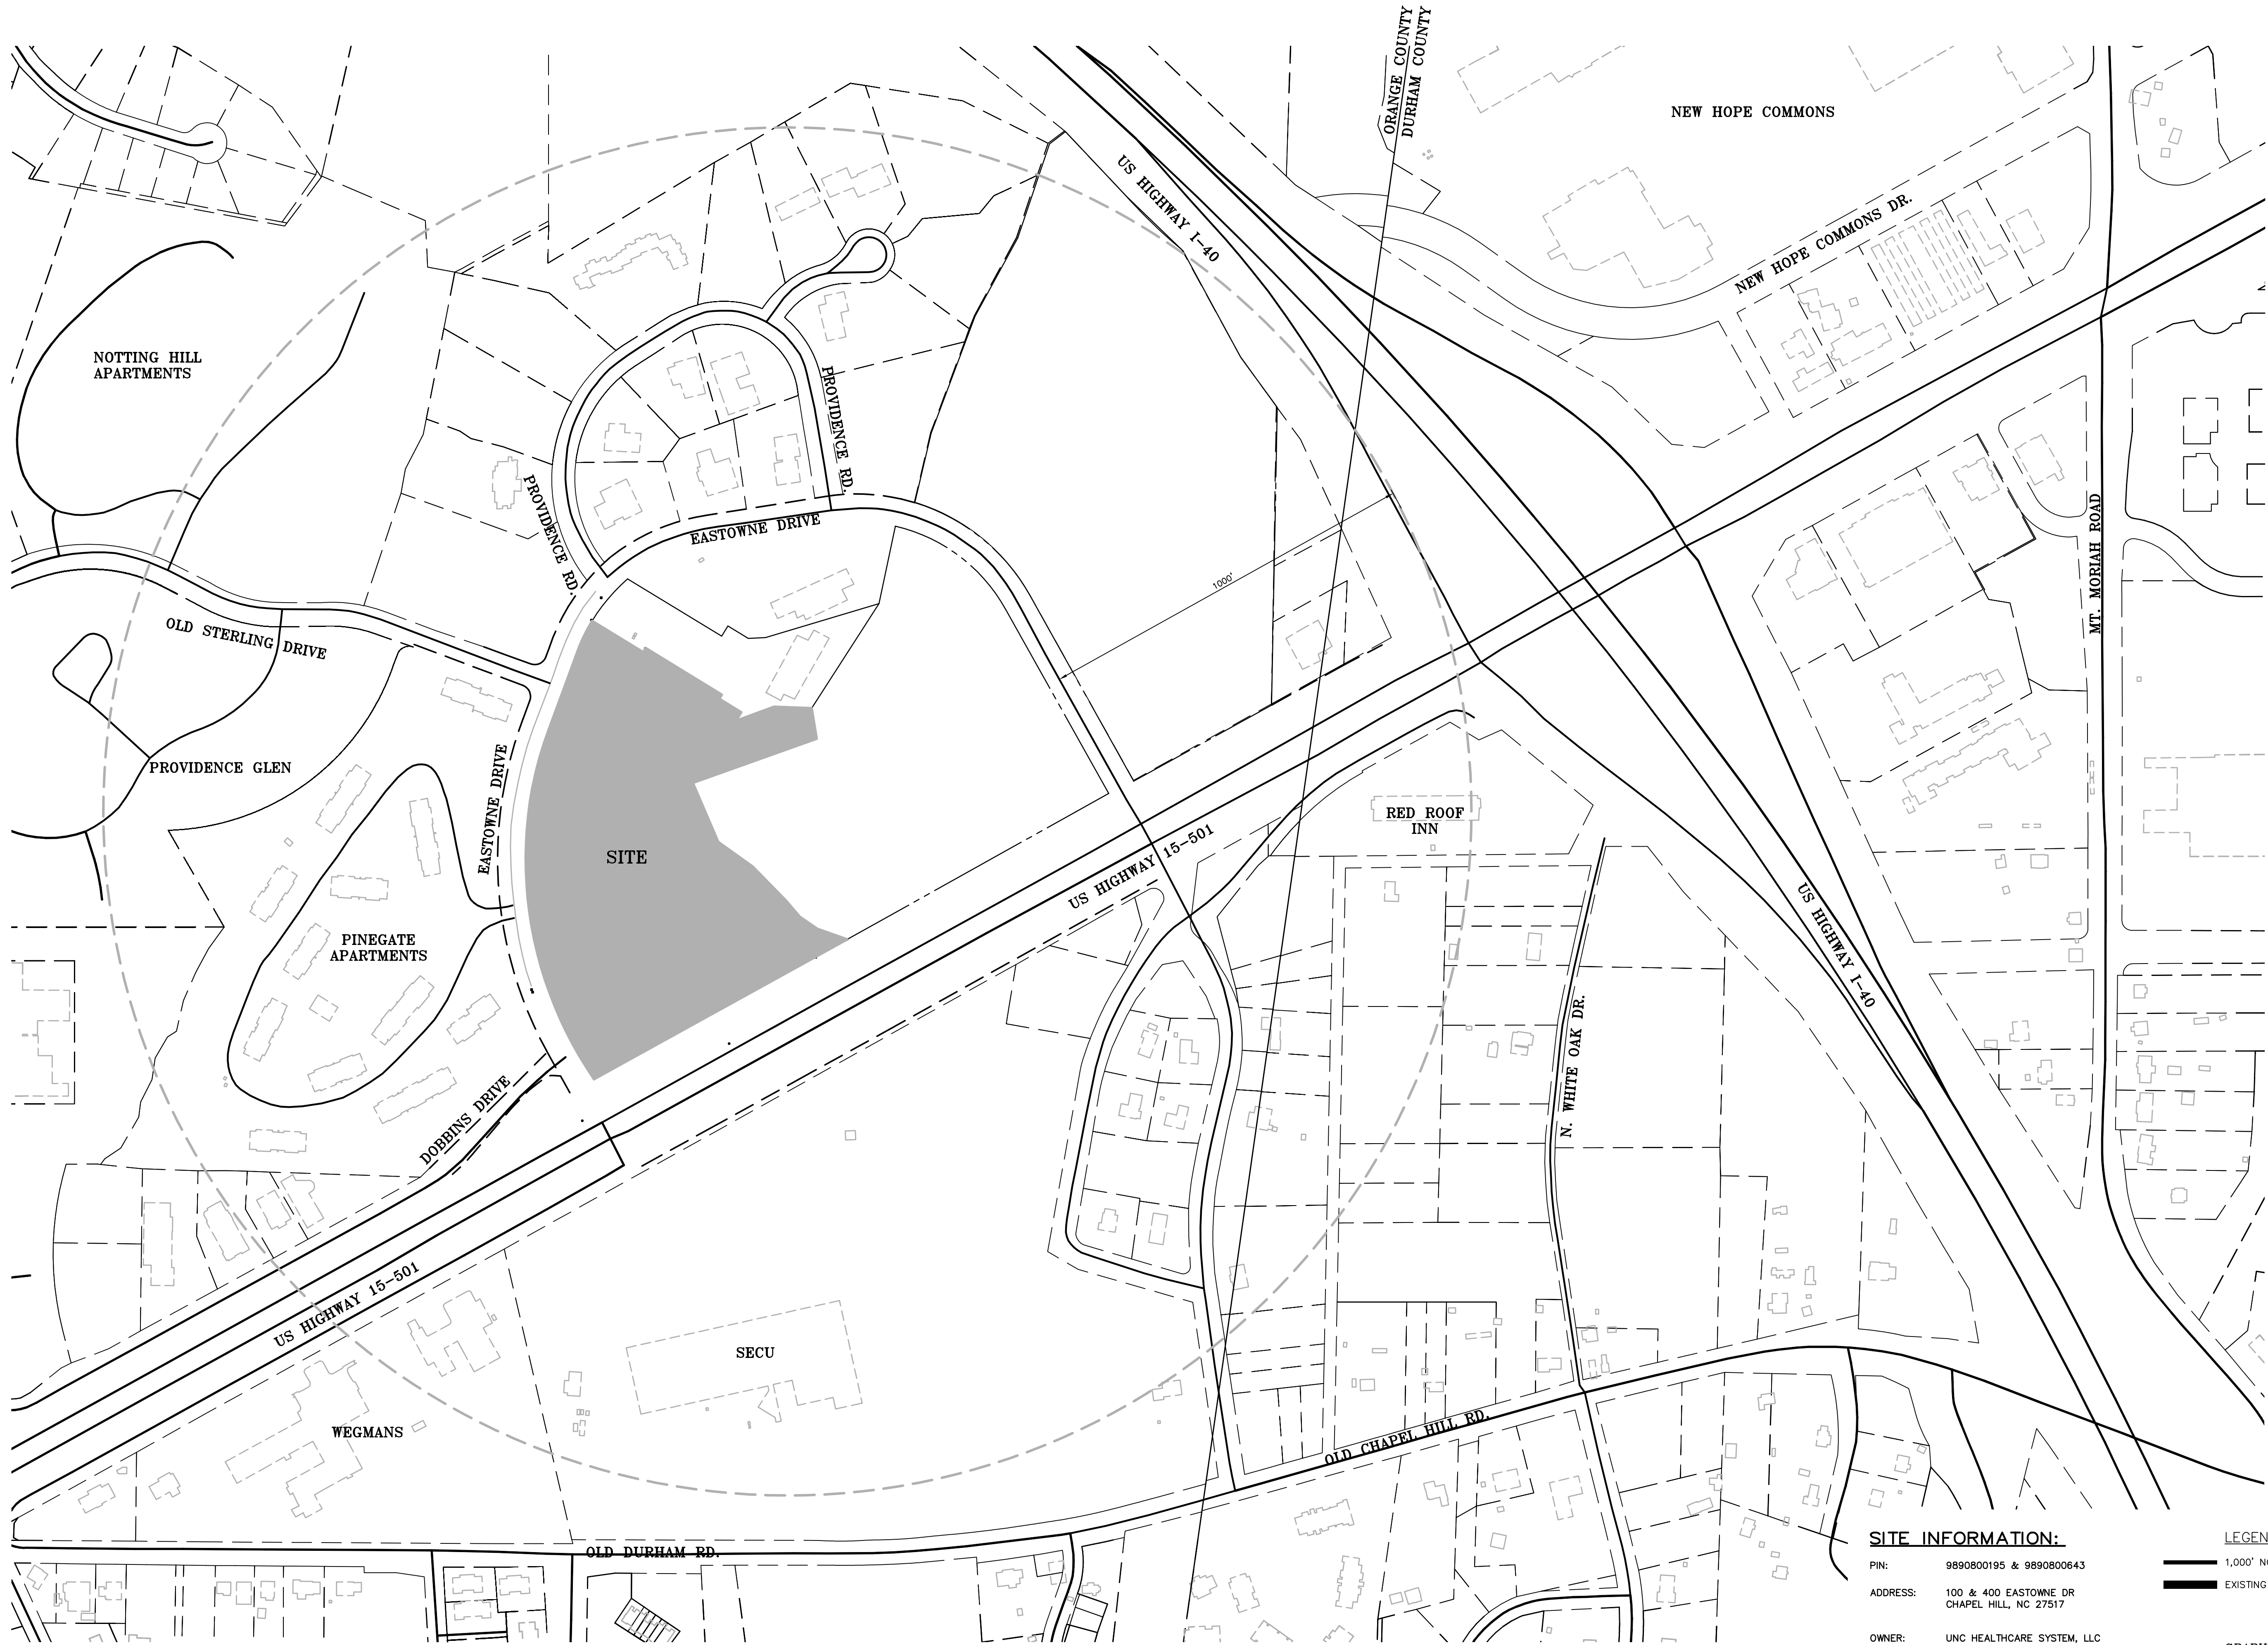 ORANGE COUNTY
DURHAM COUNTY
NEW HOPE COMMONS
US HIGHWAY I-40
NEW HOPE COMMONS DR.
NOTTING HILL
APARTMENTS
PROVIDENCE RD.
PROVIDENCE RD.
EASTOWNE DRIVE
1000'
MT. MORIAH ROAD
OLD STERLING DRIVE
PROVIDENCE GLEN
EASTOWNE DRIVE
SITE
RED ROOF
INN
US HIGHWAY 15-501
US HIGHWAY I-40
PINEGATE
APARTMENTS
N. WHITE OAK DR.
DOBBINS DRIVE
US HIGHWAY 15-501
SECU
WEGMANS
OLD CHAPEL HILL RD.
OLD DURHAM RD.
SITE INFORMATION:
PIN: 9890800195 & 9890800643
ADDRESS: 100 & 400 EASTOWNE DR
CHAPEL HILL, NC 27517
OWNER: UNC HEALTHCARE SYSTEM, LLC
LEGEN
1,000' N
EXISTING